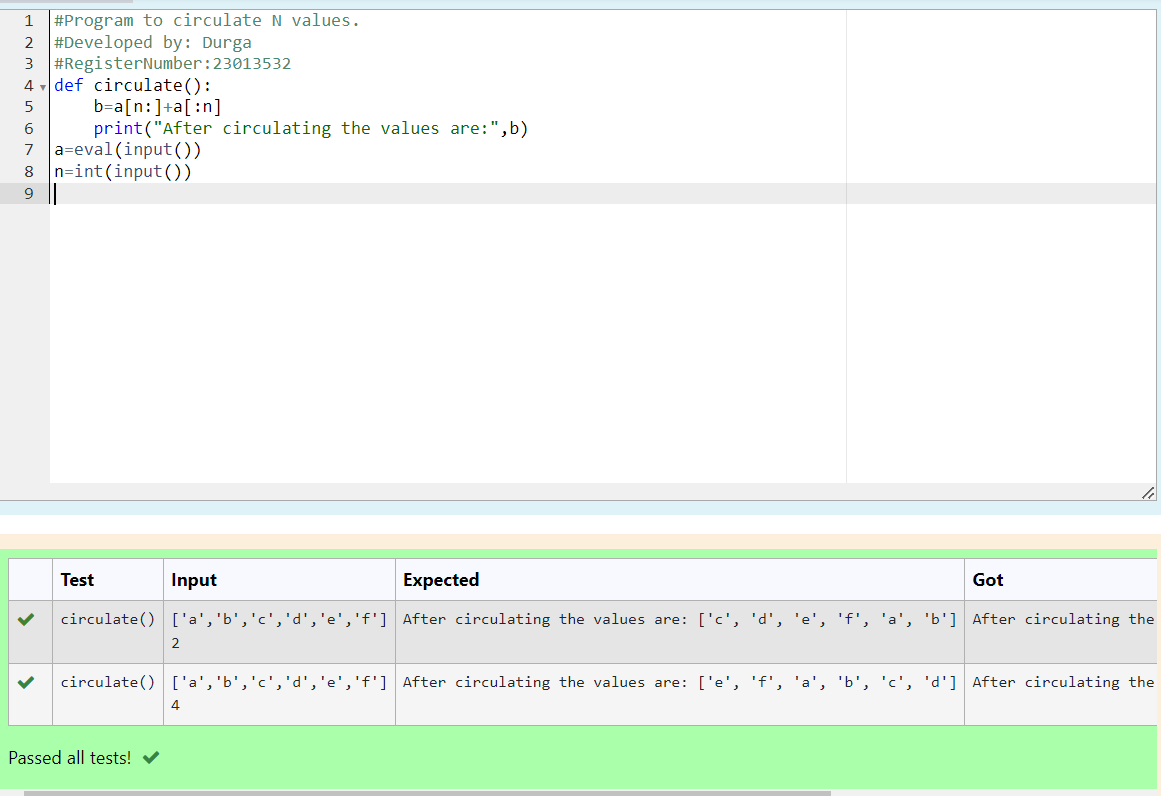 1 #Program to circulate N values.
2 #Developed by: Durga
3 #RegisterNumber:23013532
4 def circulate():
5     b=a[n:]+a[:n]
6     print("After circulating the values are:",b)
7 a=eval(input())
8 n=int(input())
9
Test Input Expected Got
circulate() ['a','b','c','d','e','f'] After circulating the values are: ['c', 'd', 'e', 'f', 'a', 'b'] After circulating the
2
circulate() ['a','b','c','d','e','f'] After circulating the values are: ['e', 'f', 'a', 'b', 'c', 'd'] After circulating the
4
Passed all tests!